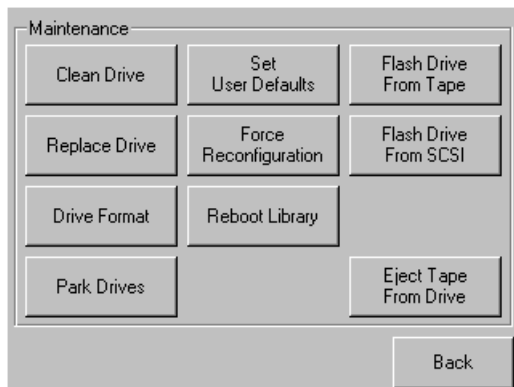 Maintenance
Clean Drive
Set
User Defaults
Flash Drive
From Tape
Replace Drive
Force
Reconfiguration
Flash Drive
From SCSI
Drive Format
Reboot Library
Park Drives
Eject Tape
From Drive
Back